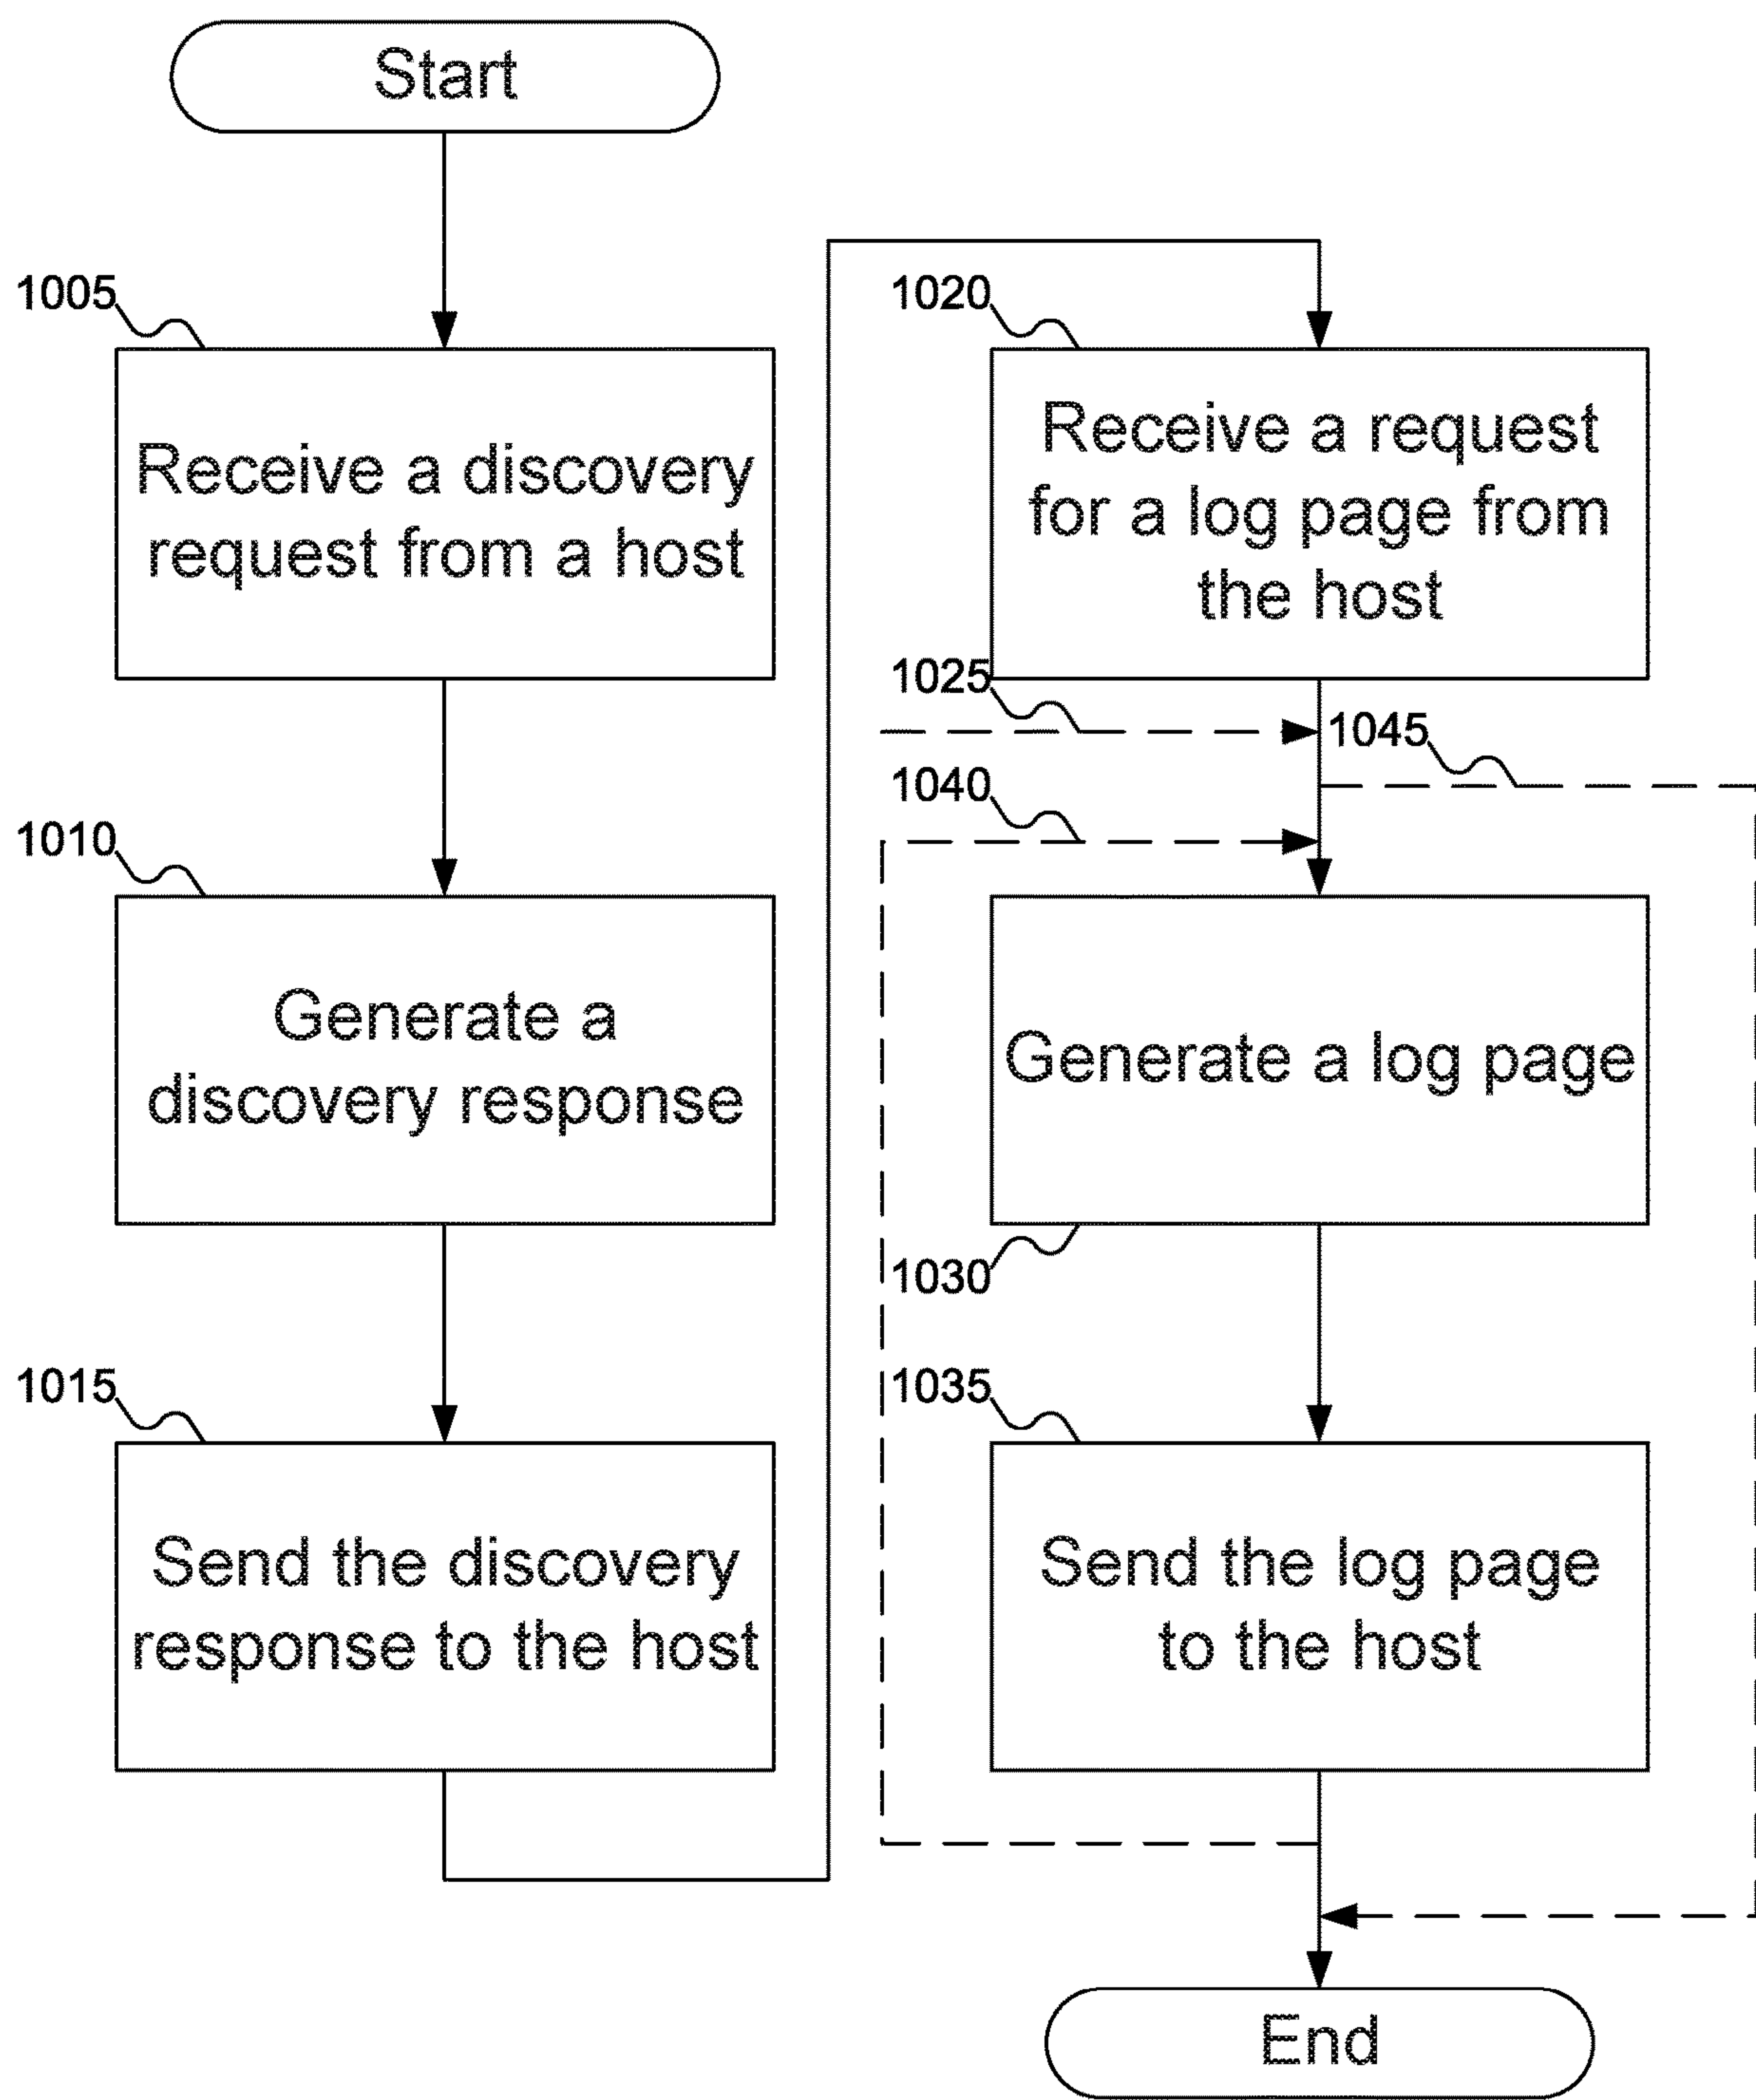 Start
1005
Receive a discovery
request from a host
1010
Generate a
discovery response
1015
Send the discovery
response to the host
1020
Receive a request
for a log page from
the host
1025
1045
1040
Generate a log page
1030
1035
Send the log page
to the host
End